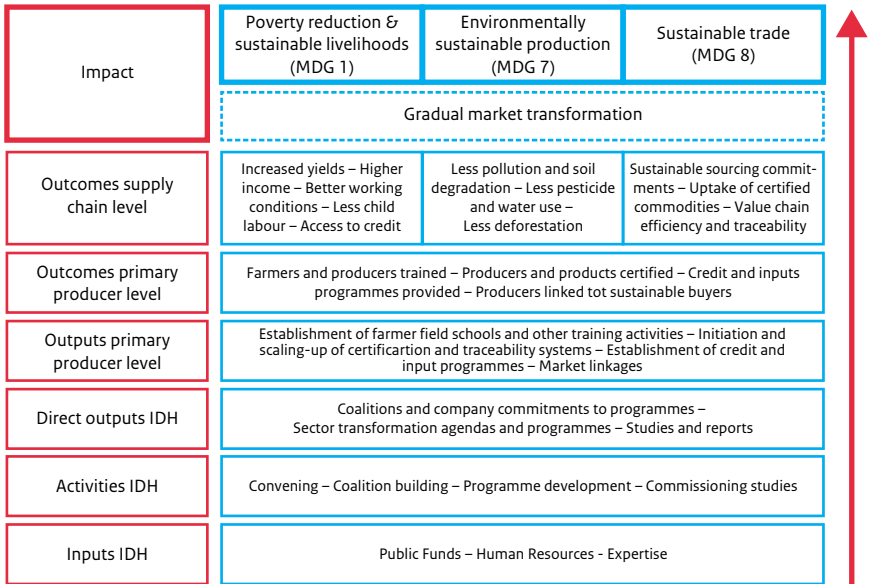 Impact
Poverty reduction &
sustainable livelihoods
(MDG 1)
Environmentally
sustainable production
(MDG 7)
Sustainable trade
(MDG 8)
Gradual market transformation
Outcomes supply
chain level
Increased yields – Higher
income – Better working
conditions – Less child
labour – Access to credit
Less pollution and soil
degradation – Less pesticide
and water use –
Less deforestation
Sustainable sourcing commit-
ments – Uptake of certified
commodities – Value chain
efficiency and traceability
Outcomes primary
producer level
Farmers and producers trained – Producers and products certified – Credit and inputs
programmes provided – Producers linked tot sustainable buyers
Outputs primary
producer level
Establishment of farmer field schools and other training activities – Initiation and
scaling-up of certificartion and traceability systems – Establishment of credit and
input programmes – Market linkages
Direct outputs IDH
Coalitions and company commitments to programmes –
Sector transformation agendas and programmes – Studies and reports
Activities IDH
Convening – Coalition building – Programme development – Commissioning studies
Inputs IDH
Public Funds – Human Resources - Expertise